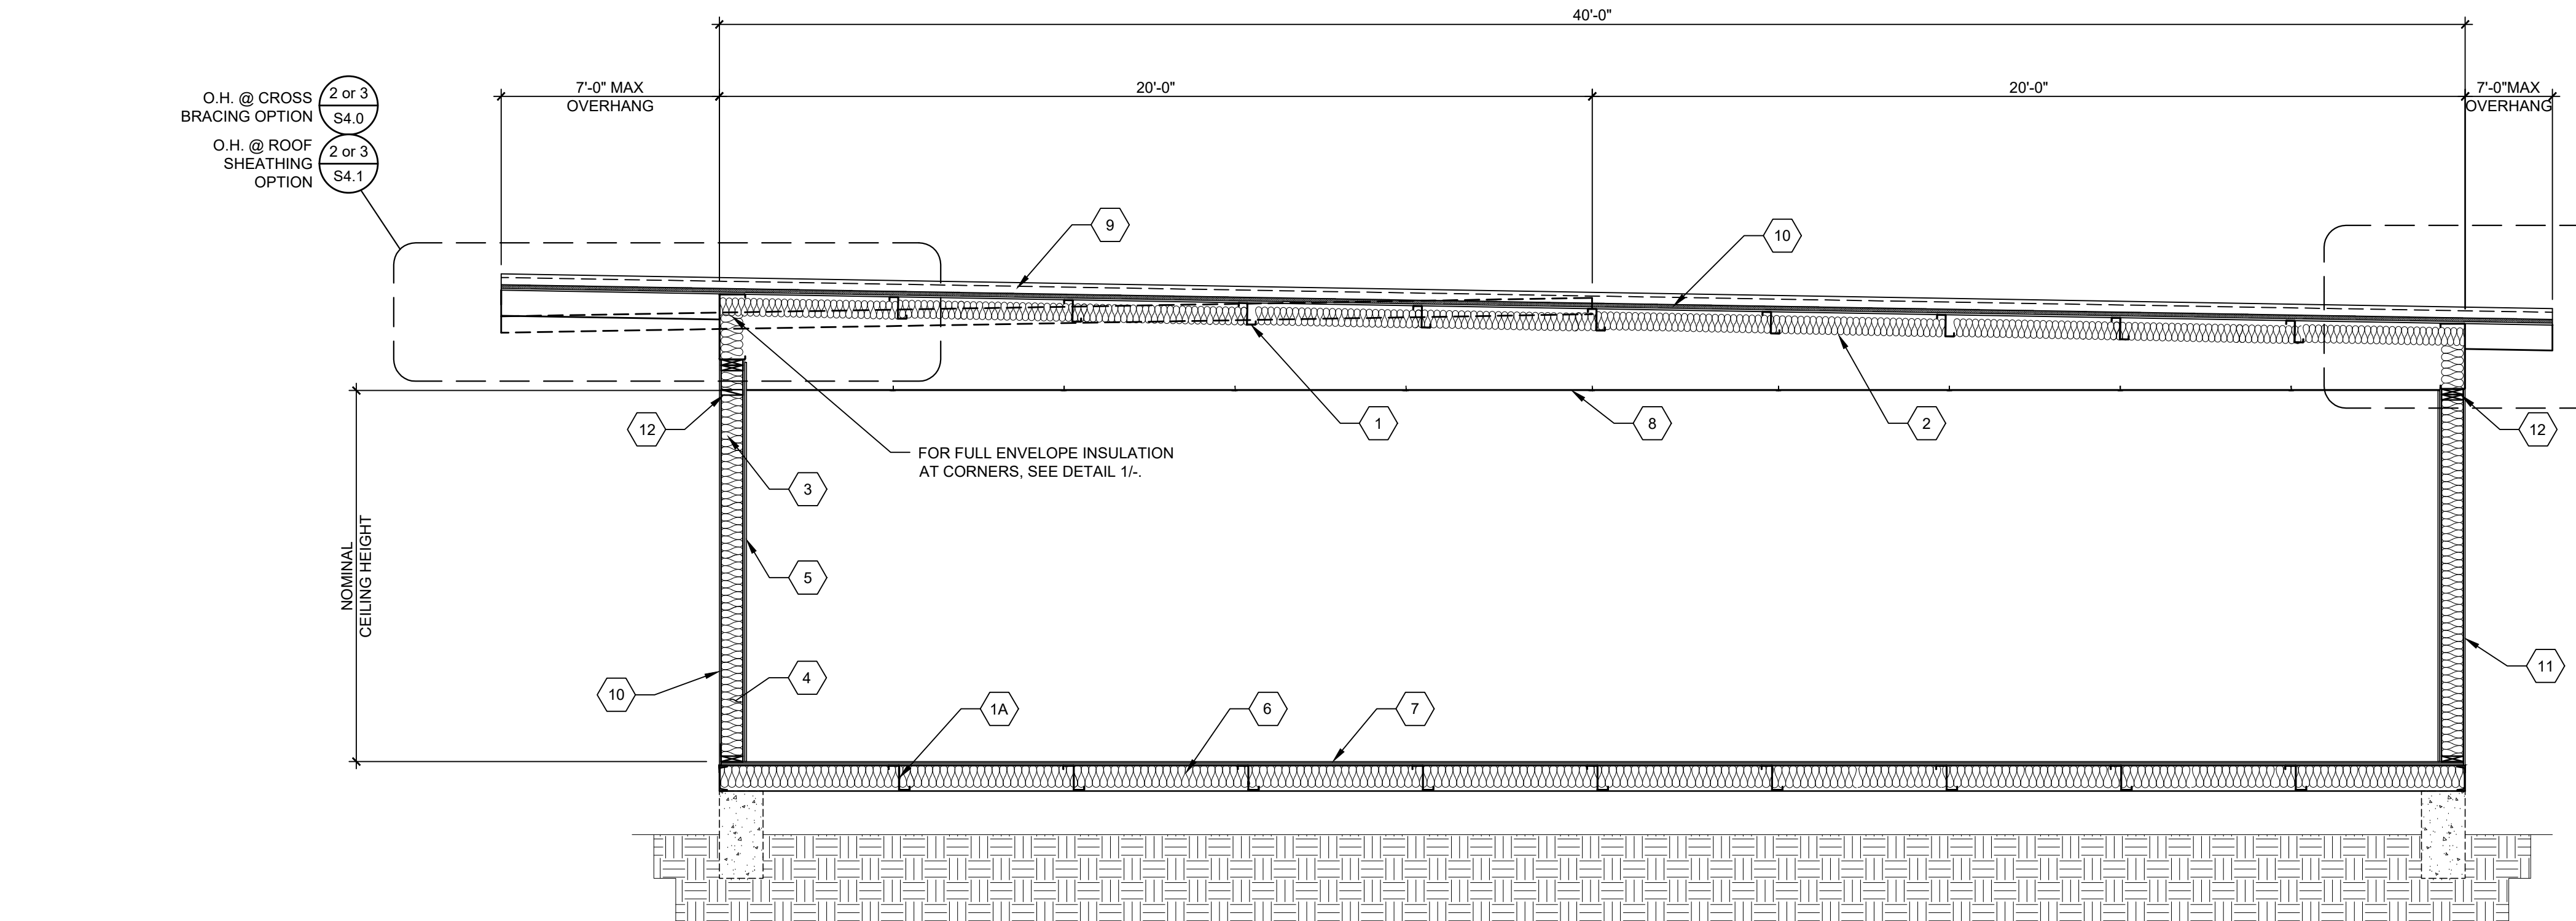 40'-0"
7'-0" MAX
OVERHANG
20'-0"
20'-0"
7'-0"MAX
OVERHANG
O.H. @ CROSS
BRACING OPTION
2 or 3
S4.0
O.H. @ ROOF
SHEATHING
OPTION
2 or 3
S4.1
9
10
12
1
8
2
12
FOR FULL ENVELOPE INSULATION
AT CORNERS, SEE DETAIL 1/-.
3
5
NOMINAL
CEILING HEIGHT
4
10
11
1A
6
7